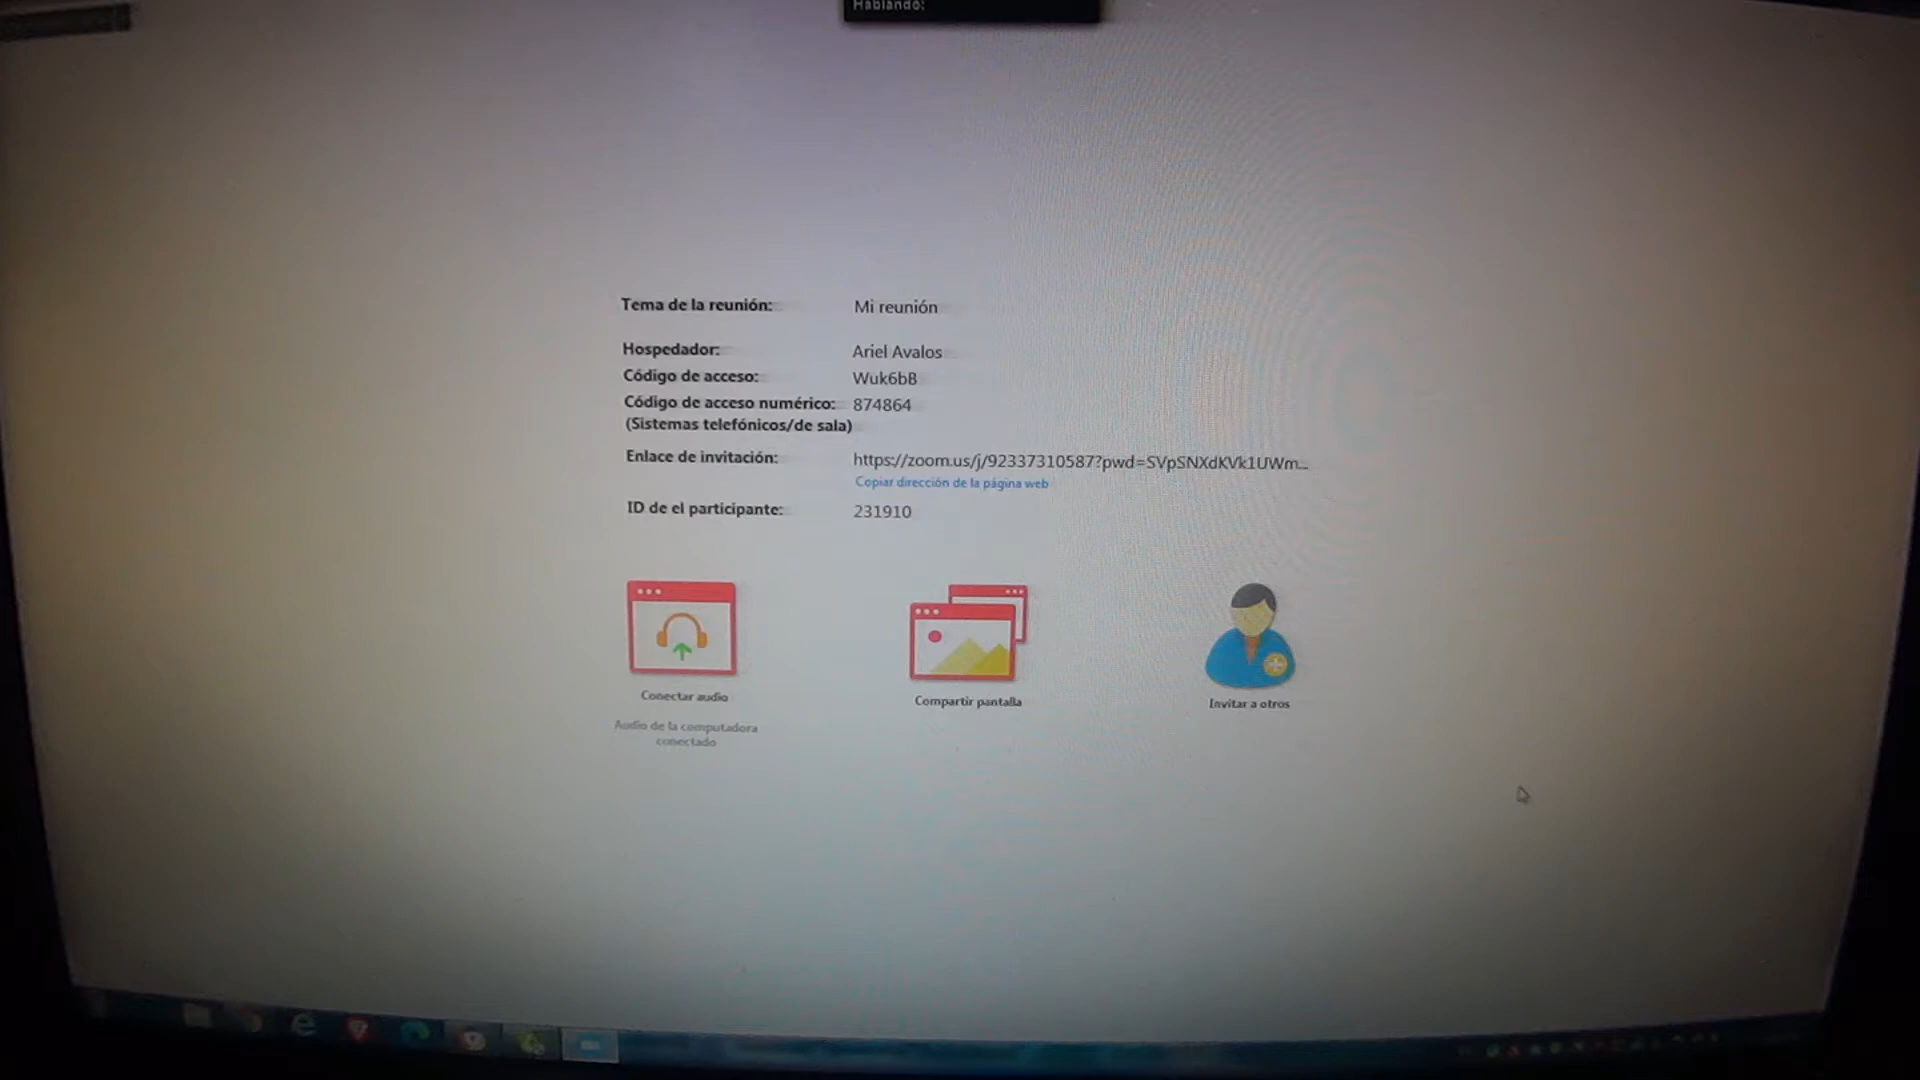 Hablando:
Tema de la reunión: Mi reunión
Hospedador: Ariel Avalos
Código de acceso: Wuk6bB
Código de acceso numérico: 874864
(Sistemas telefónicos/de sala)
Enlace de invitación: https://zoom.us/j/92337310587?pwd=SVpSNXdKVk1UWm...
Copiar dirección de la página web
ID de el participante: 231910
Conectar audio
Compartir pantalla
Invitar a otros
Audio de la computadora
conectado